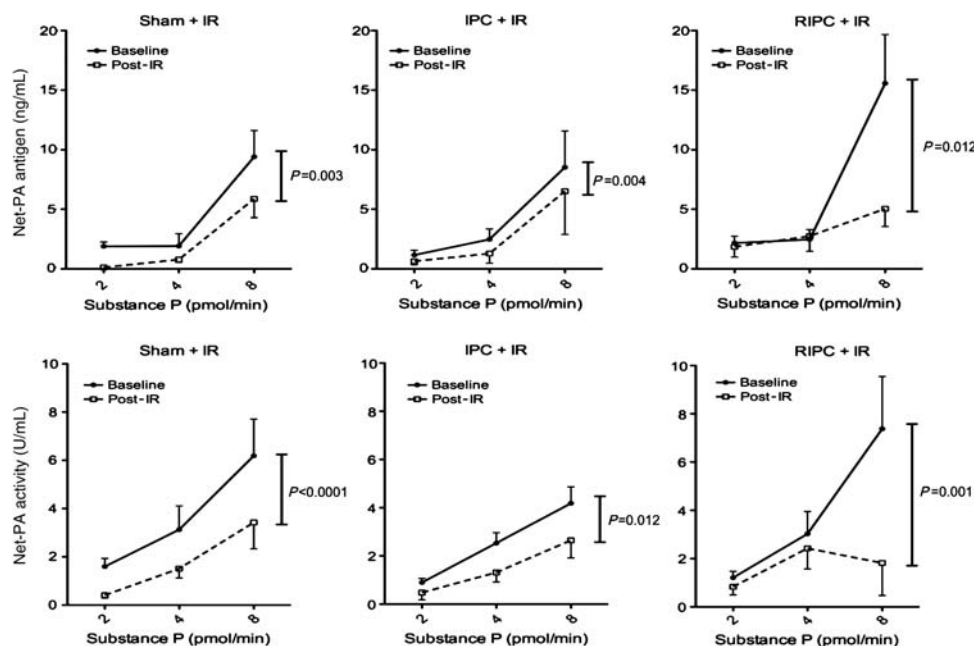 Sham + IR
Net-PA antigen (ng/mL)
20
15
10
5
0
Baseline
Post-IR
P=0.003
2
4
8
Substance P (pmol/min)
IPC + IR
20
15
10
5
0
Baseline
Post-IR
P=0.004
2
4
8
Substance P (pmol/min)
RIPC + IR
20
15
10
5
0
Baseline
Post-IR
P=0.012
2
4
8
Substance P (pmol/min)
Sham + IR
Net-PA activity (U/mL)
10
8
6
4
2
0
Baseline
Post-IR
P<0.0001
2
4
8
Substance P (pmol/min)
IPC + IR
10
8
6
4
2
0
Baseline
Post-IR
P=0.012
2
4
8
Substance P (pmol/min)
RIPC + IR
10
8
6
4
2
0
Baseline
Post-IR
P=0.001
2
4
8
Substance P (pmol/min)